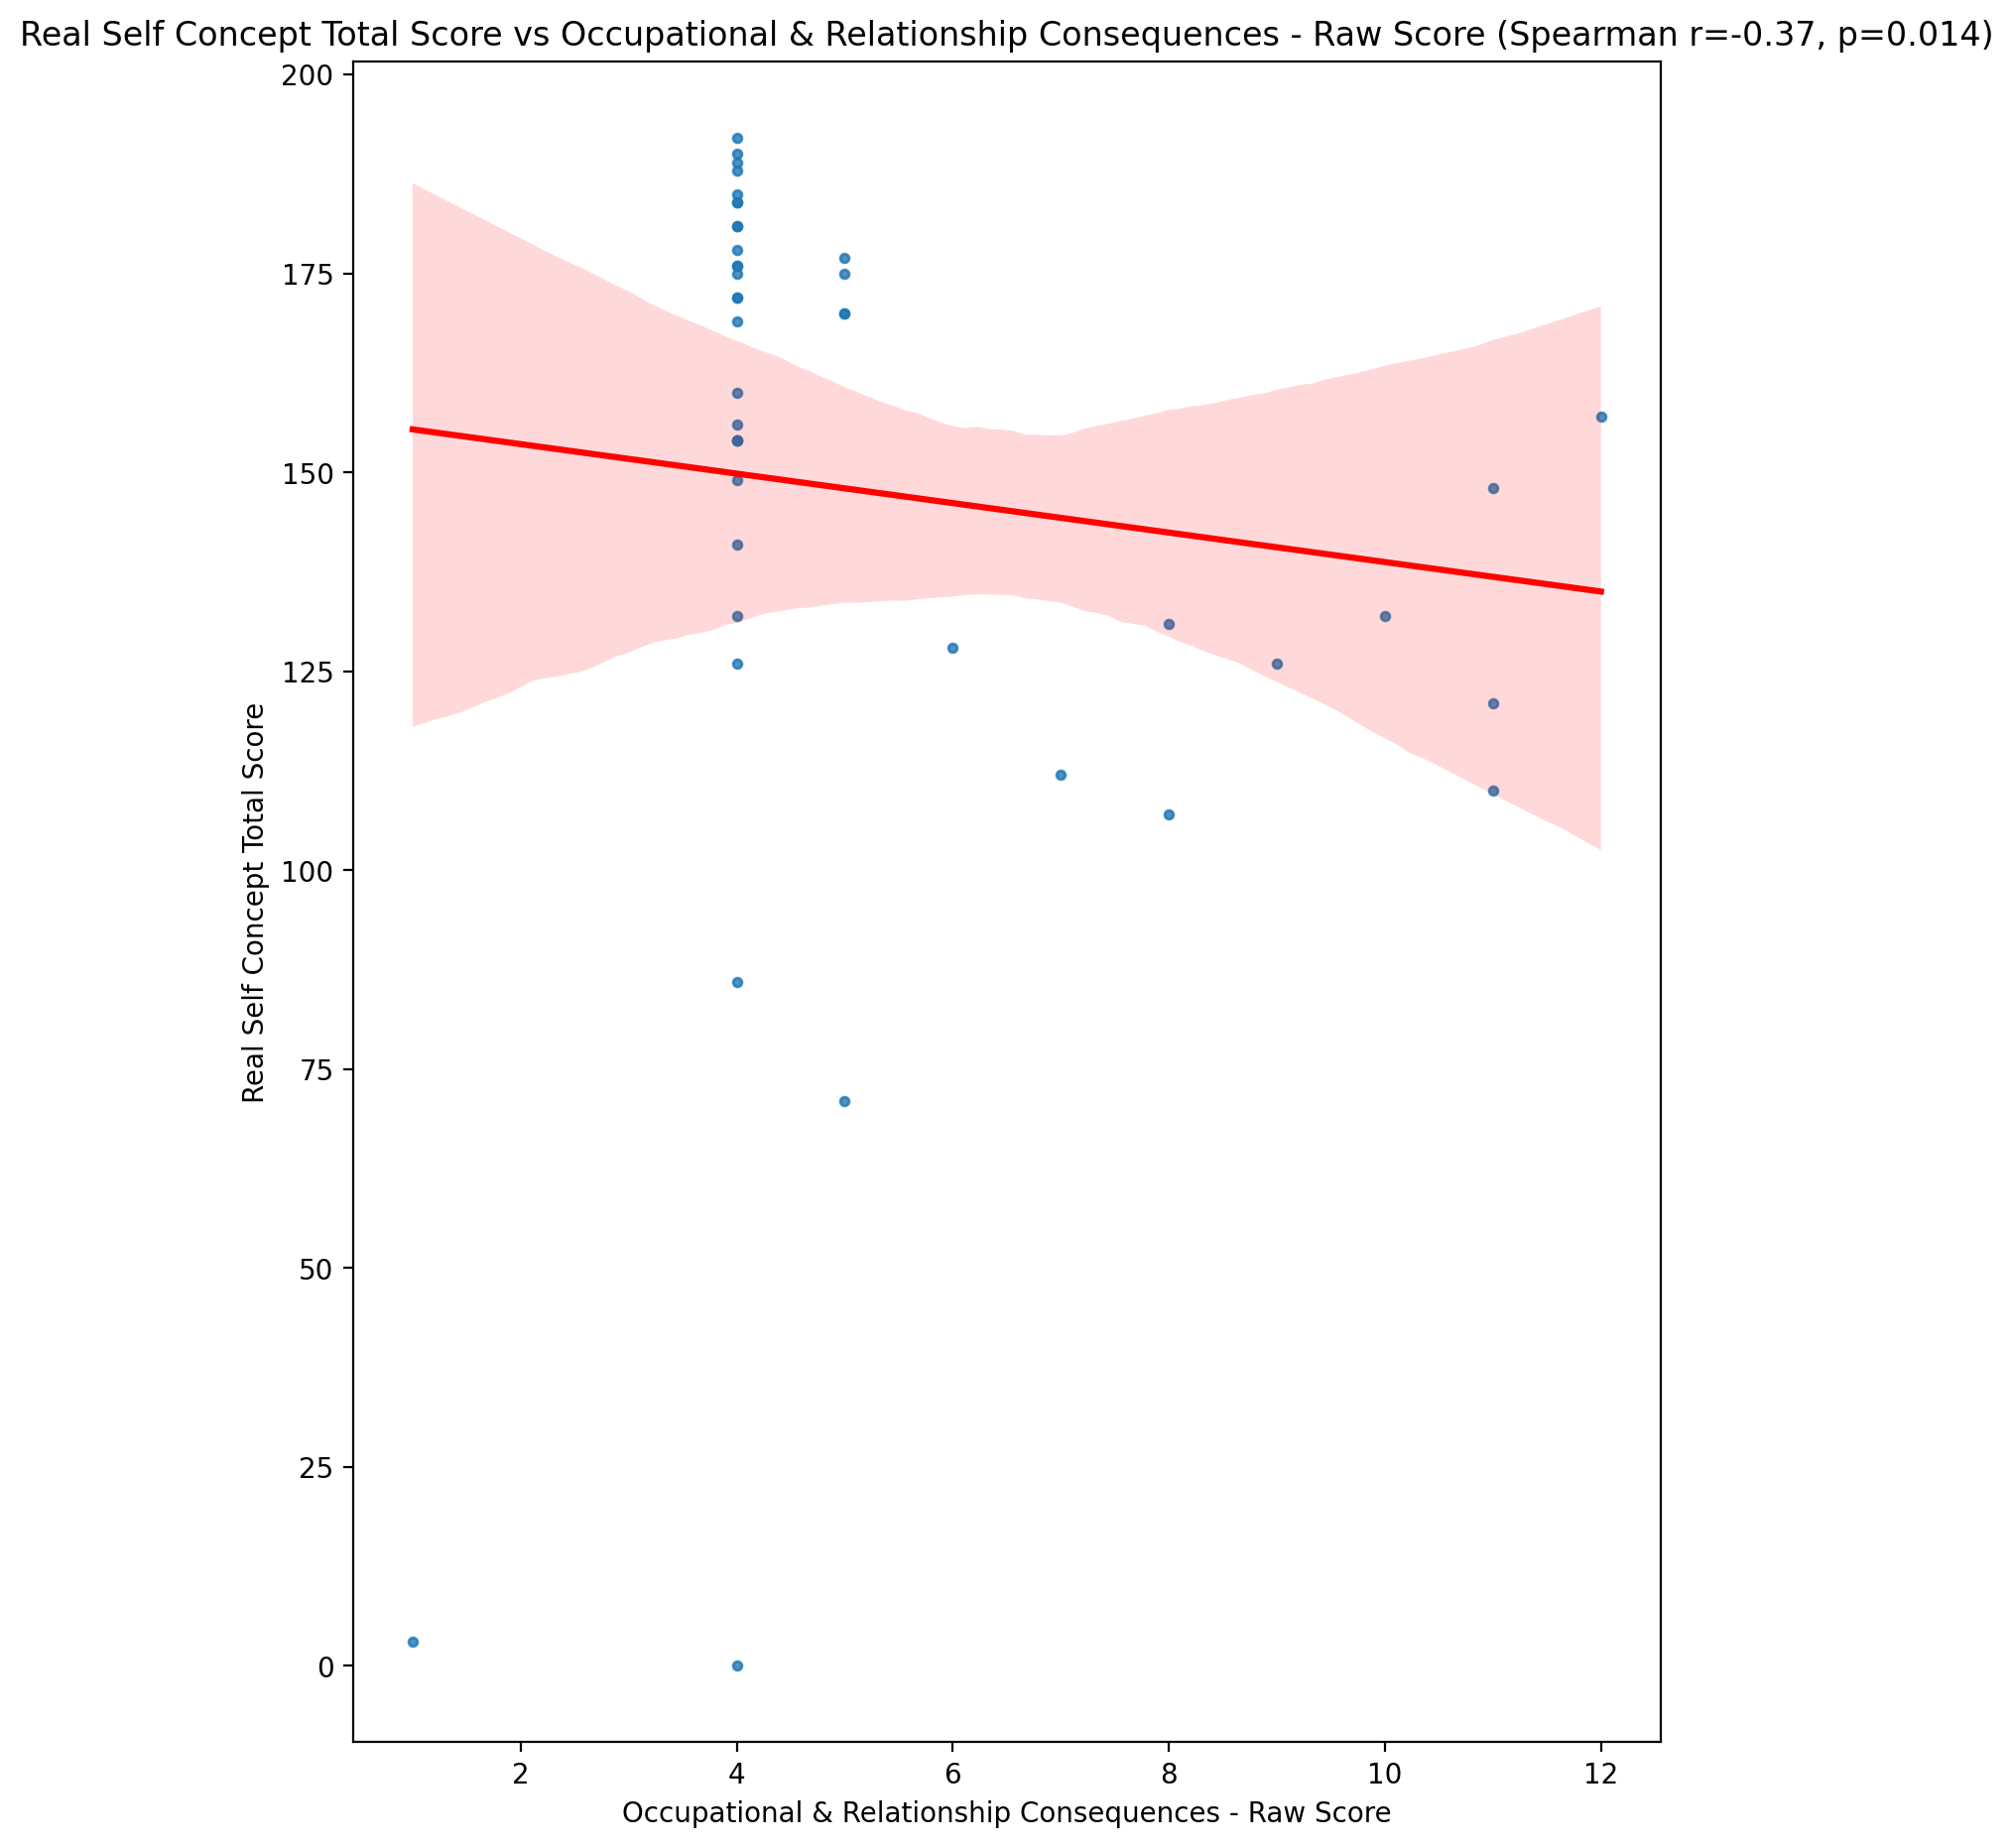 Real Self Concept Total Score vs Occupational & Relationship Consequences - Raw Score (Spearman r=-0.37, p=0.014)
200
175
150
125
100
75
50
25
0
Real Self Concept Total Score
2 4 6 8 10 12
Occupational & Relationship Consequences - Raw Score